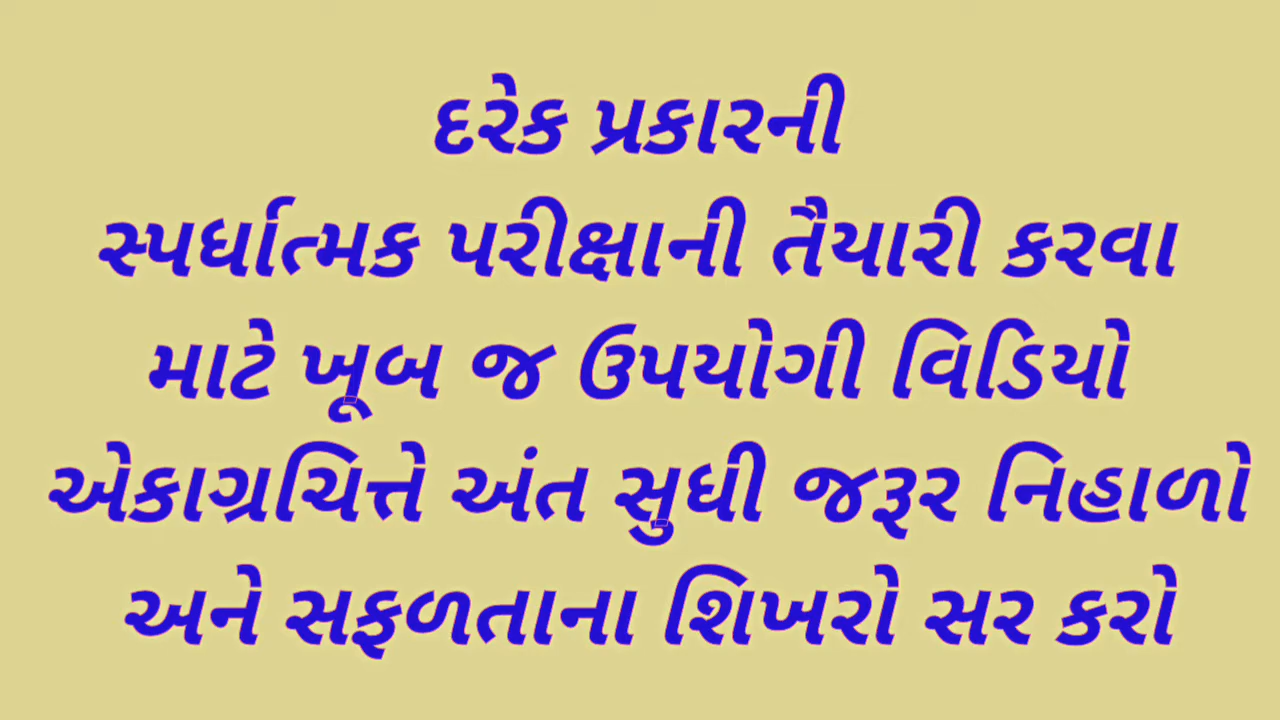 દરેક પ્રકારની
સ્પર્ધાત્મક પરીક્ષાની તૈયારી કરવા
માટે ખૂબ જ ઉપયોગી વિડિયો
એકાગ્રચિત્તે અંત સુધી જરૂર નિહાળો
અને સફળતાના શિખરો સર કરો